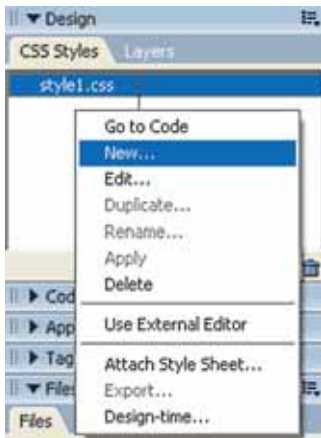 Design
CSS Styles Layers
style1.css
Go to Code
New...
Edit...
Duplicate...
Rename...
Apply
Delete
Cod
Use External Editor
App
Attach Style Sheet...
Tag
Export...
Files
Design-time...
Files